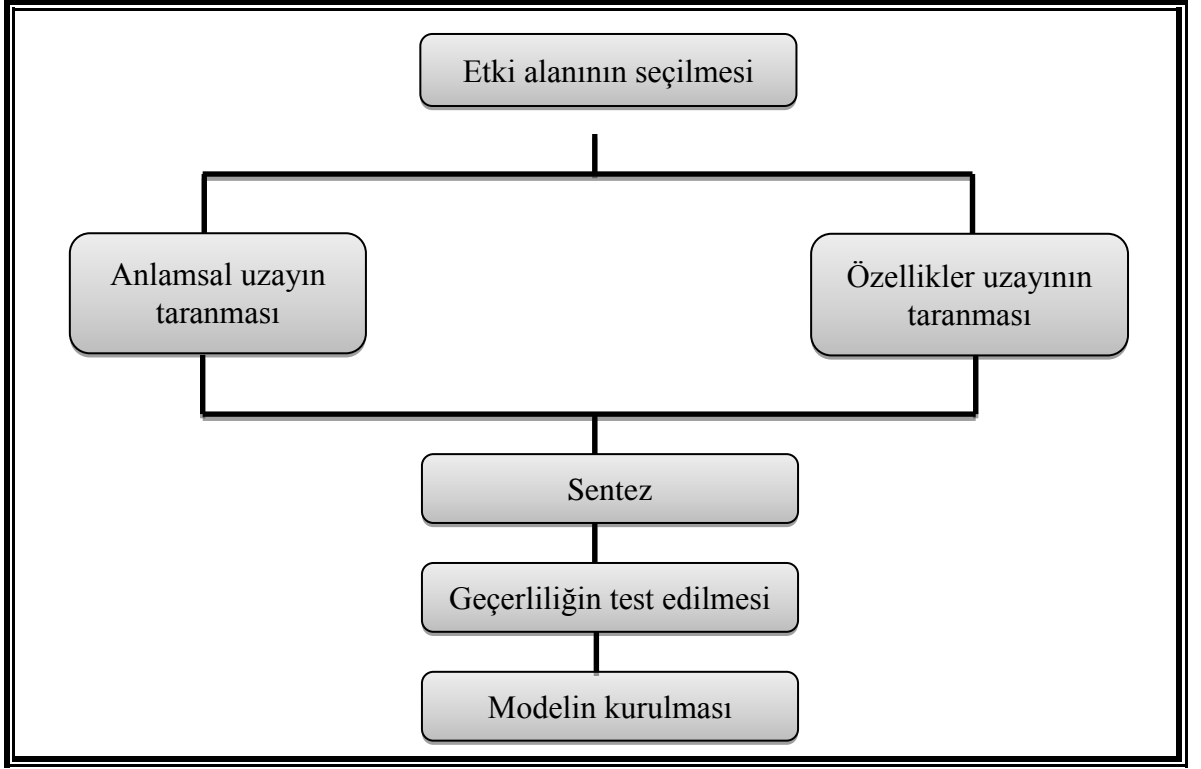 Etki alanının seçilmesi
Anlamsal uzayın
taranması
Özellikler uzayının
taranması
Sentez
Geçerliliğin test edilmesi
Modelin kurulması